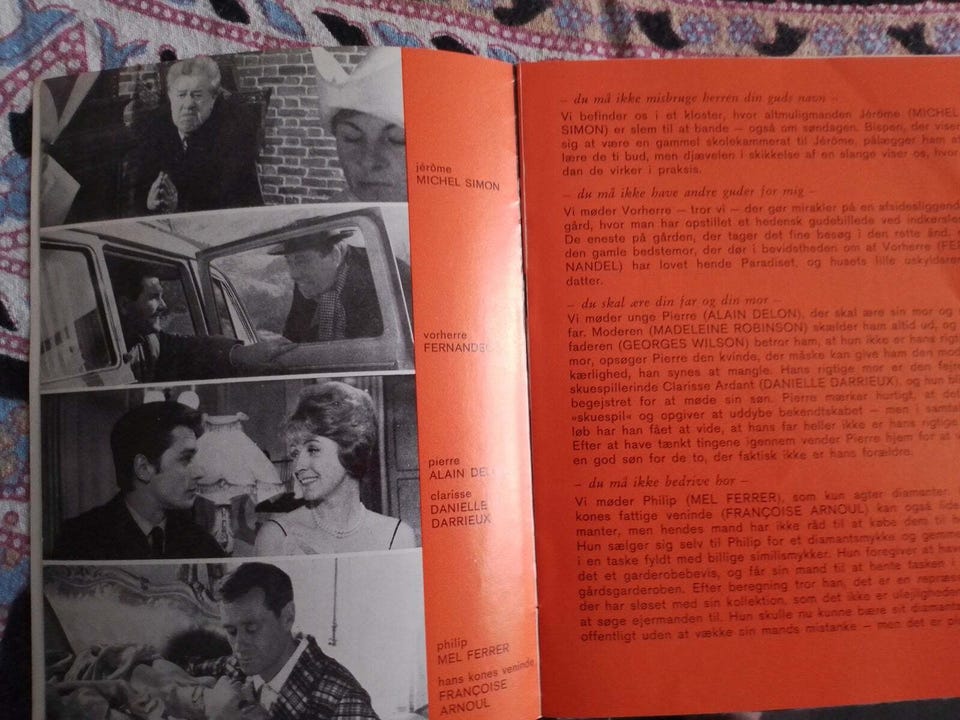 jérôme
MICHEL SIMON
vorherre
FERNANDEL
pierre
ALAIN DELON
clarisse
DANIELLE
DARRIEUX
philip
MEL FERRER
hans kones veninde
FRANÇOISE
ARNOUL
– du må ikke misbruge herren din guds navn –
Vi befinder os i et kloster, hvor altmuligmanden Jérôme (MICHEL
SIMON) er slem til at bande – også om søndagen. Bispen, der viser
sig at være en gammel skolekammerat til Jérôme, pålægger ham at
lære de ti bud, men djævelen i skikkelse af en slange viser os, hvor
dan de virker i praksis.
– du må ikke have andre guder for mig –
Vi møder Vorherre – tror vi – der gør mirakler på en afsidesliggend
gård, hvor man har opstillet et hedensk gudebillede ved indkørsle
De eneste på gården, der tager det fine besøg i den rette ånd,
den gamle bedstemor, der dør i bevidstheden om at Vorherre (FER
NANDEL) har lovet hende Paradiset, og husets lille uskyldsren
datter.
– du skal ære din far og din mor –
Vi møder unge Pierre (ALAIN DELON), der skal ære sin mor og
far. Moderen (MADELEINE ROBINSON) skælder ham altid ud, og
faderen (GEORGES WILSON) betror ham, at hun ikke er hans rigt
mor, opsøger Pierre den kvinde, der måske kan give ham den mod
kærlighed, han synes at mangle. Hans rigtige mor er den fejre
skuespillerinde Clarisse Ardant (DANIELLE DARRIEUX), og hun bli
begejstret for at møde sin søn. Pierre mærker hurtigt, at det
»skuespil« og opgiver at uddybe bekendtskabet – men i samta
løb har han fået at vide, at hans far heller ikke er hans rigtige
Efter at have tænkt tingene igennem vender Pierre hjem for at v
en god søn for de to, der faktisk ikke er hans forældre.
– du må ikke bedrive hor –
Vi møder Philip (MEL FERRER), som kun agter diamanter.
kones fattige veninde (FRANÇOISE ARNOUL) kan også lide
manter, men hendes mand har ikke råd til at købe dem til h
Hun sælger sig selv til Philip for et diamantsmykke og gemm
i en taske fyldt med billige similismykker. Hun foregiver at have
det et garderobebevis, og får sin mand til at hente tasken
gårdsgarderoben. Efter beregning tror han, det er en repræs
der har sløset med sin kollektion, som det ikke er ulejligheden
at søge ejermanden til. Hun skulle nu kunne bære sit diamants
offentligt uden at vække sin mands mistanke – men det er